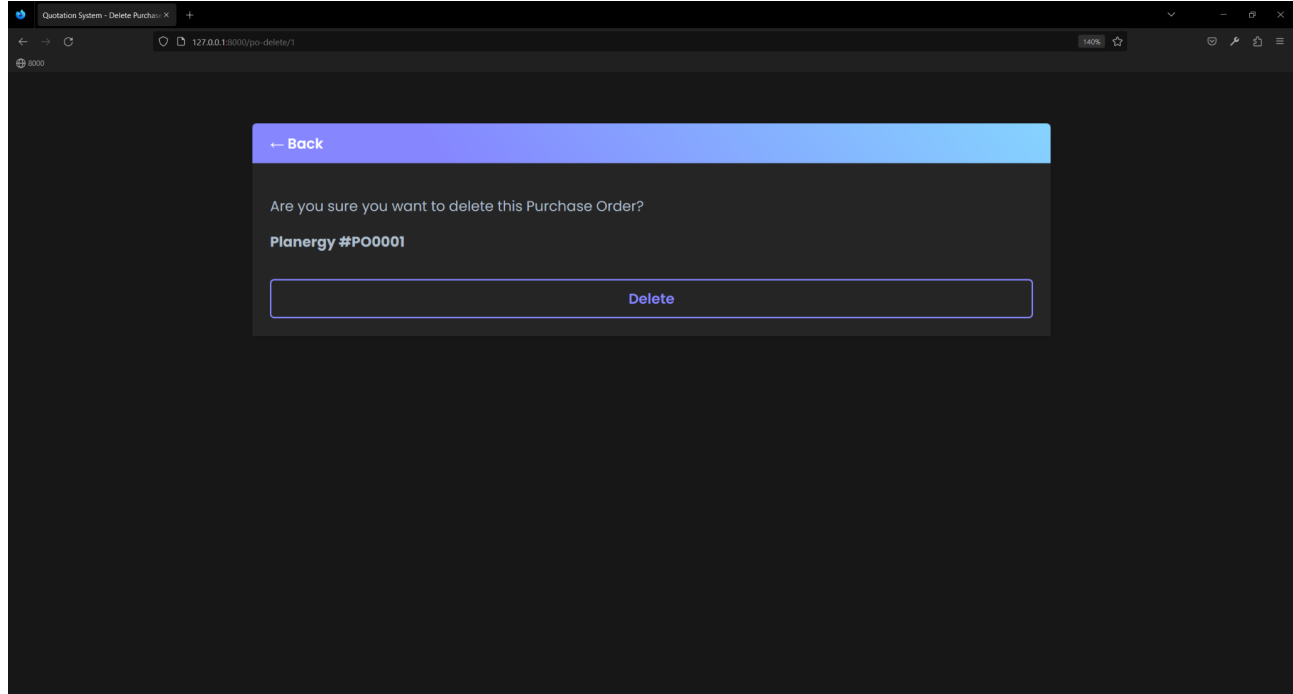 Quotation System - Delete Purchase
127.0.0.1:8000/po-delete/1
140%
8000
← Back
Are you sure you want to delete this Purchase Order?
Planergy #PO0001
Delete